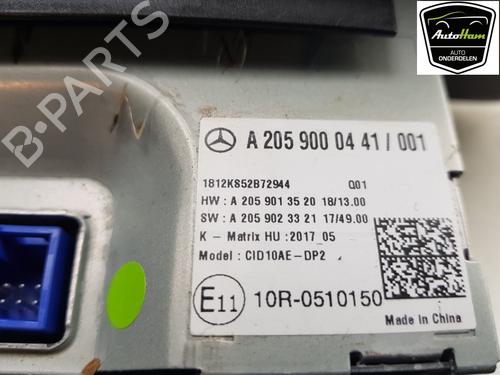 AutoHam
AUTO
ONDERDELEN
B-PARTS
A 205 900 04 41 / 001
1812KS52B72944 Q01
HW : A 205 901 35 20 18/13.00
SW : A 205 902 33 21 17/49.00
K - Matrix HU : 2017_05
Model : CID10AE-DP2
E11 10R-0510150
Made in China